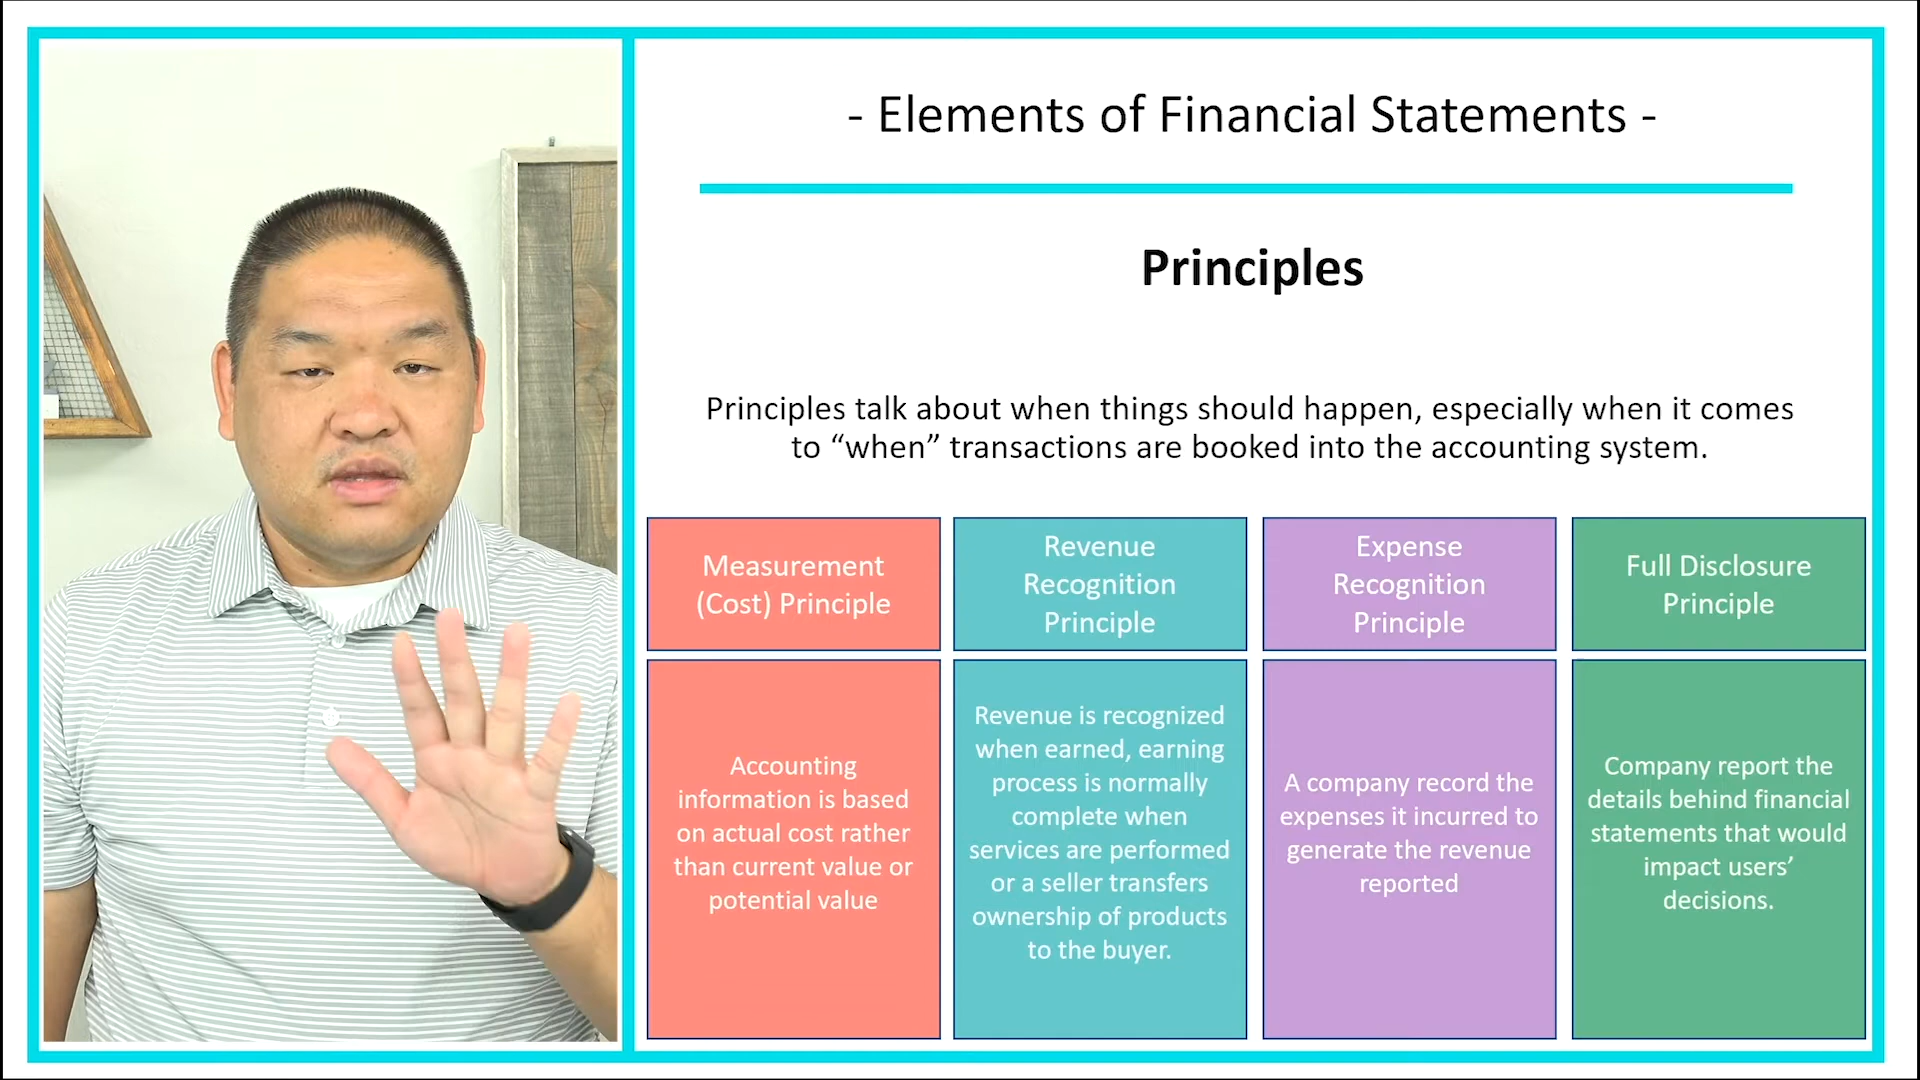 - Elements of Financial Statements -
Principles
Principles talk about when things should happen, especially when it comes
to “when” transactions are booked into the accounting system.
Measurement
(Cost) Principle
Revenue
Recognition
Principle
Expense
Recognition
Principle
Full Disclosure
Principle
Accounting
information is based
on actual cost rather
than current value or
potential value
Revenue is recognized
when earned, earning
process is normally
complete when
services are performed
or a seller transfers
ownership of products
to the buyer.
A company record the
expenses it incurred to
generate the revenue
reported
Company report the
details behind financial
statements that would
impact users’
decisions.